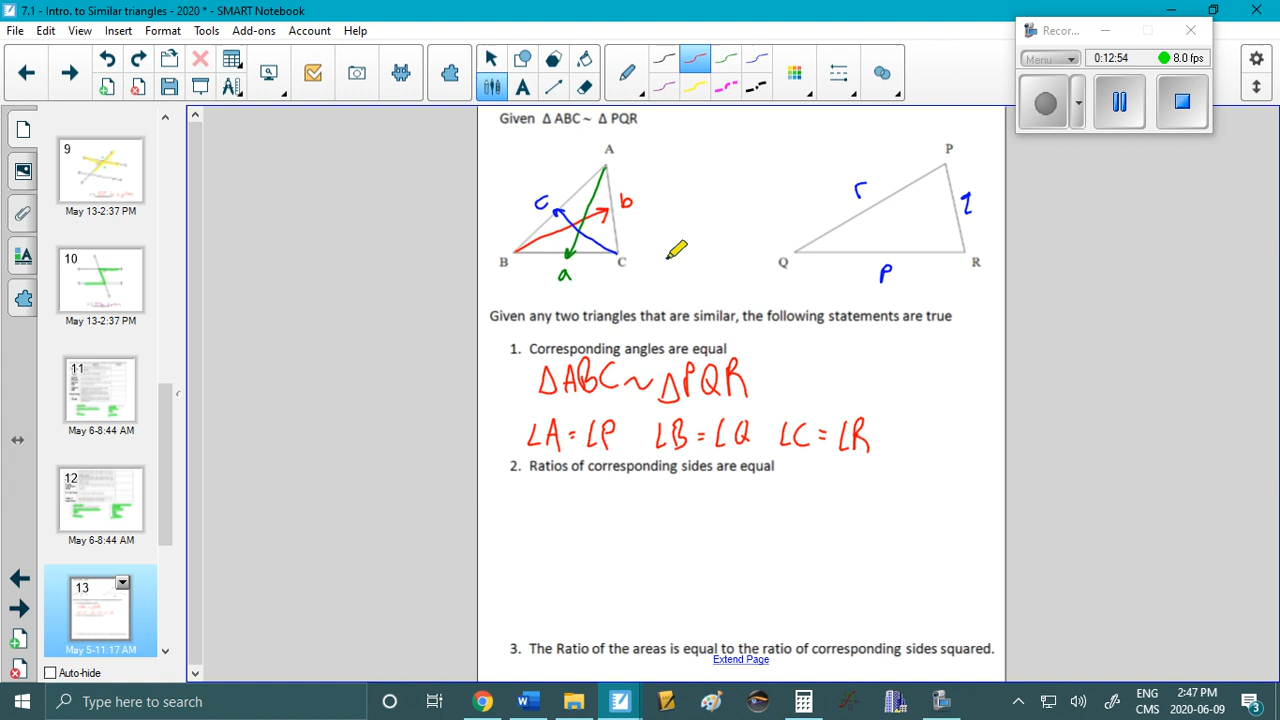 7.1 - Intro. to Similar triangles - 2020 * - SMART Notebook
File Edit View Insert Format Tools Add-ons Account Help
Recor...
Menu
0:12:54 8.0 fps
9
May 13-2:37 PM
10
May 13-2:37 PM
11
May 6-8:44 AM
12
May 6-8:44 AM
13
May 5-11:17 AM
Auto-hide
Given Δ ABC ~ Δ PQR
A
c
b
B
C
a
P
r
q
Q
R
p
Given any two triangles that are similar, the following statements are true
1. Corresponding angles are equal
ΔABC ~ ΔPQR
∠A = ∠P ∠B = ∠Q ∠C = ∠R
2. Ratios of corresponding sides are equal
3. The Ratio of the areas is equal to the ratio of corresponding sides squared.
Extend Page
Type here to search
ENG
CMS
2:47 PM
2020-06-09
3